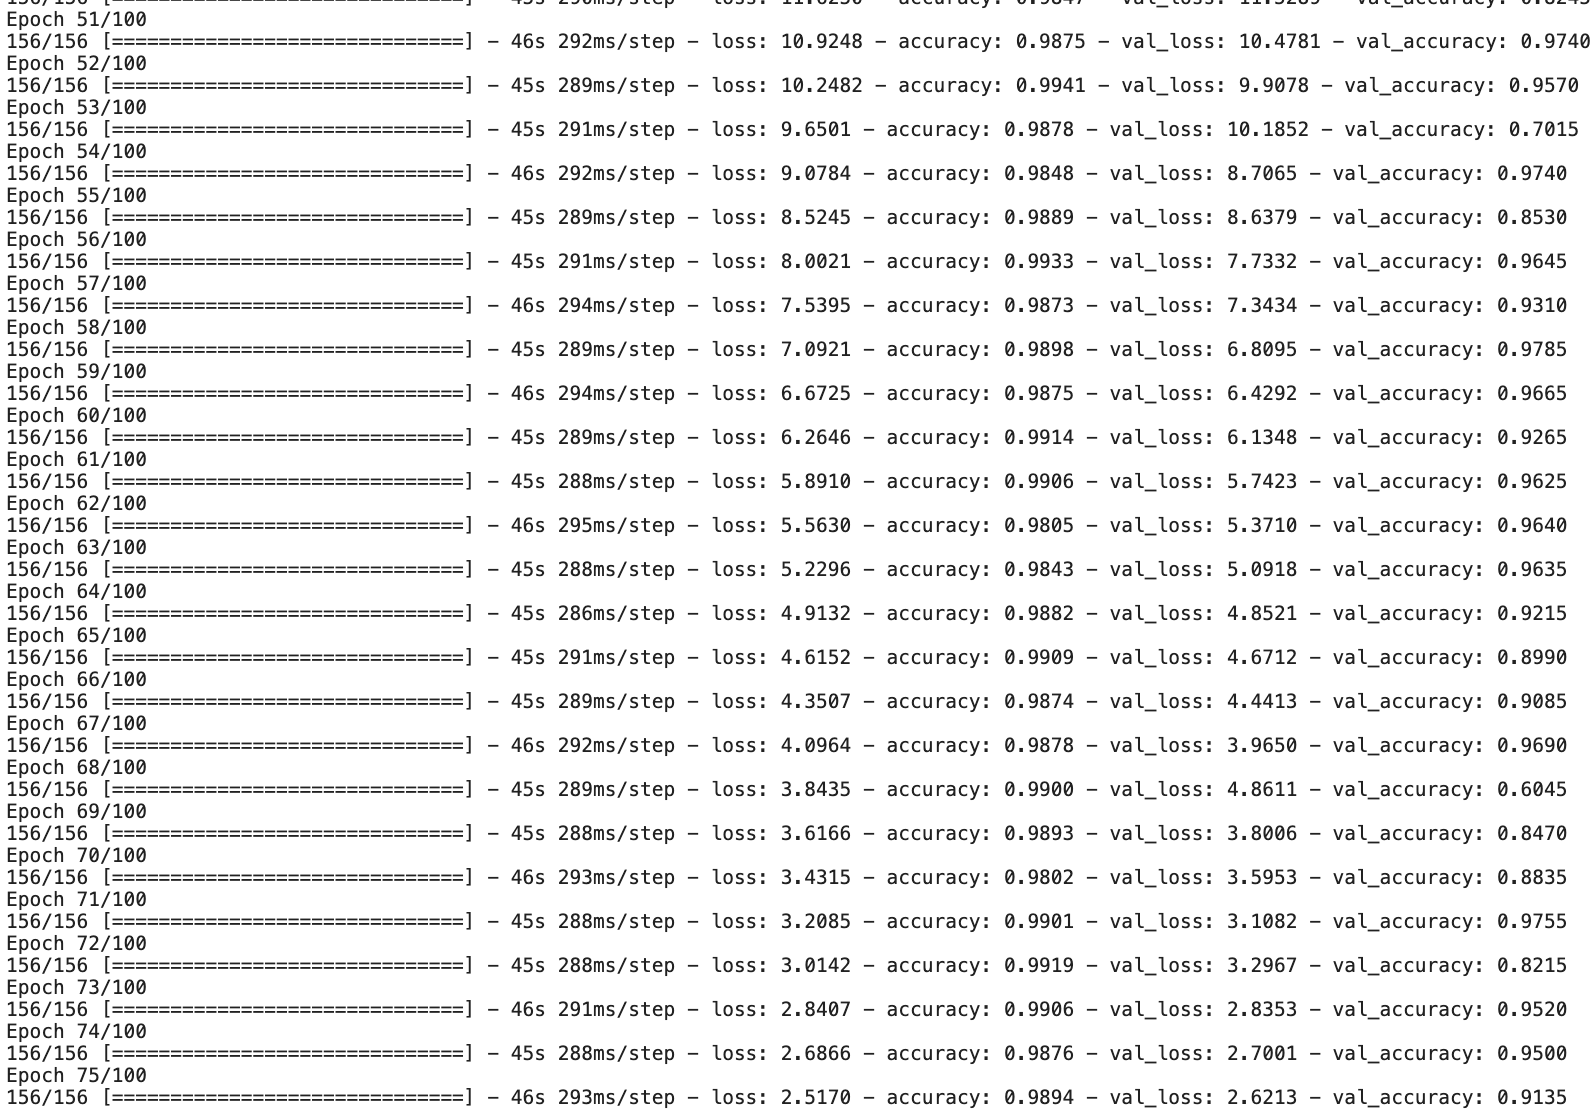 Epoch 51/100
156/156 [==============================] - 46s 292ms/step - loss: 10.9248 - accuracy: 0.9875 - val_loss: 10.4781 - val_accuracy: 0.9740
Epoch 52/100
156/156 [==============================] - 45s 289ms/step - loss: 10.2482 - accuracy: 0.9941 - val_loss: 9.9078 - val_accuracy: 0.9570
Epoch 53/100
156/156 [==============================] - 45s 291ms/step - loss: 9.6501 - accuracy: 0.9878 - val_loss: 10.1852 - val_accuracy: 0.7015
Epoch 54/100
156/156 [==============================] - 46s 292ms/step - loss: 9.0784 - accuracy: 0.9848 - val_loss: 8.7065 - val_accuracy: 0.9740
Epoch 55/100
156/156 [==============================] - 45s 289ms/step - loss: 8.5245 - accuracy: 0.9889 - val_loss: 8.6379 - val_accuracy: 0.8530
Epoch 56/100
156/156 [==============================] - 45s 291ms/step - loss: 8.0021 - accuracy: 0.9933 - val_loss: 7.7332 - val_accuracy: 0.9645
Epoch 57/100
156/156 [==============================] - 46s 294ms/step - loss: 7.5395 - accuracy: 0.9873 - val_loss: 7.3434 - val_accuracy: 0.9310
Epoch 58/100
156/156 [==============================] - 45s 289ms/step - loss: 7.0921 - accuracy: 0.9898 - val_loss: 6.8095 - val_accuracy: 0.9785
Epoch 59/100
156/156 [==============================] - 46s 294ms/step - loss: 6.6725 - accuracy: 0.9875 - val_loss: 6.4292 - val_accuracy: 0.9665
Epoch 60/100
156/156 [==============================] - 45s 289ms/step - loss: 6.2646 - accuracy: 0.9914 - val_loss: 6.1348 - val_accuracy: 0.9265
Epoch 61/100
156/156 [==============================] - 45s 288ms/step - loss: 5.8910 - accuracy: 0.9906 - val_loss: 5.7423 - val_accuracy: 0.9625
Epoch 62/100
156/156 [==============================] - 46s 295ms/step - loss: 5.5630 - accuracy: 0.9805 - val_loss: 5.3710 - val_accuracy: 0.9640
Epoch 63/100
156/156 [==============================] - 45s 288ms/step - loss: 5.2296 - accuracy: 0.9843 - val_loss: 5.0918 - val_accuracy: 0.9635
Epoch 64/100
156/156 [==============================] - 45s 286ms/step - loss: 4.9132 - accuracy: 0.9882 - val_loss: 4.8521 - val_accuracy: 0.9215
Epoch 65/100
156/156 [==============================] - 45s 291ms/step - loss: 4.6152 - accuracy: 0.9909 - val_loss: 4.6712 - val_accuracy: 0.8990
Epoch 66/100
156/156 [==============================] - 45s 289ms/step - loss: 4.3507 - accuracy: 0.9874 - val_loss: 4.4413 - val_accuracy: 0.9085
Epoch 67/100
156/156 [==============================] - 46s 292ms/step - loss: 4.0964 - accuracy: 0.9878 - val_loss: 3.9650 - val_accuracy: 0.9690
Epoch 68/100
156/156 [==============================] - 45s 289ms/step - loss: 3.8435 - accuracy: 0.9900 - val_loss: 4.8611 - val_accuracy: 0.6045
Epoch 69/100
156/156 [==============================] - 45s 288ms/step - loss: 3.6166 - accuracy: 0.9893 - val_loss: 3.8006 - val_accuracy: 0.8470
Epoch 70/100
156/156 [==============================] - 46s 293ms/step - loss: 3.4315 - accuracy: 0.9802 - val_loss: 3.5953 - val_accuracy: 0.8835
Epoch 71/100
156/156 [==============================] - 45s 288ms/step - loss: 3.2085 - accuracy: 0.9901 - val_loss: 3.1082 - val_accuracy: 0.9755
Epoch 72/100
156/156 [==============================] - 45s 288ms/step - loss: 3.0142 - accuracy: 0.9919 - val_loss: 3.2967 - val_accuracy: 0.8215
Epoch 73/100
156/156 [==============================] - 46s 291ms/step - loss: 2.8407 - accuracy: 0.9906 - val_loss: 2.8353 - val_accuracy: 0.9520
Epoch 74/100
156/156 [==============================] - 45s 288ms/step - loss: 2.6866 - accuracy: 0.9876 - val_loss: 2.7001 - val_accuracy: 0.9500
Epoch 75/100
156/156 [==============================] - 46s 293ms/step - loss: 2.5170 - accuracy: 0.9894 - val_loss: 2.6213 - val_accuracy: 0.9135